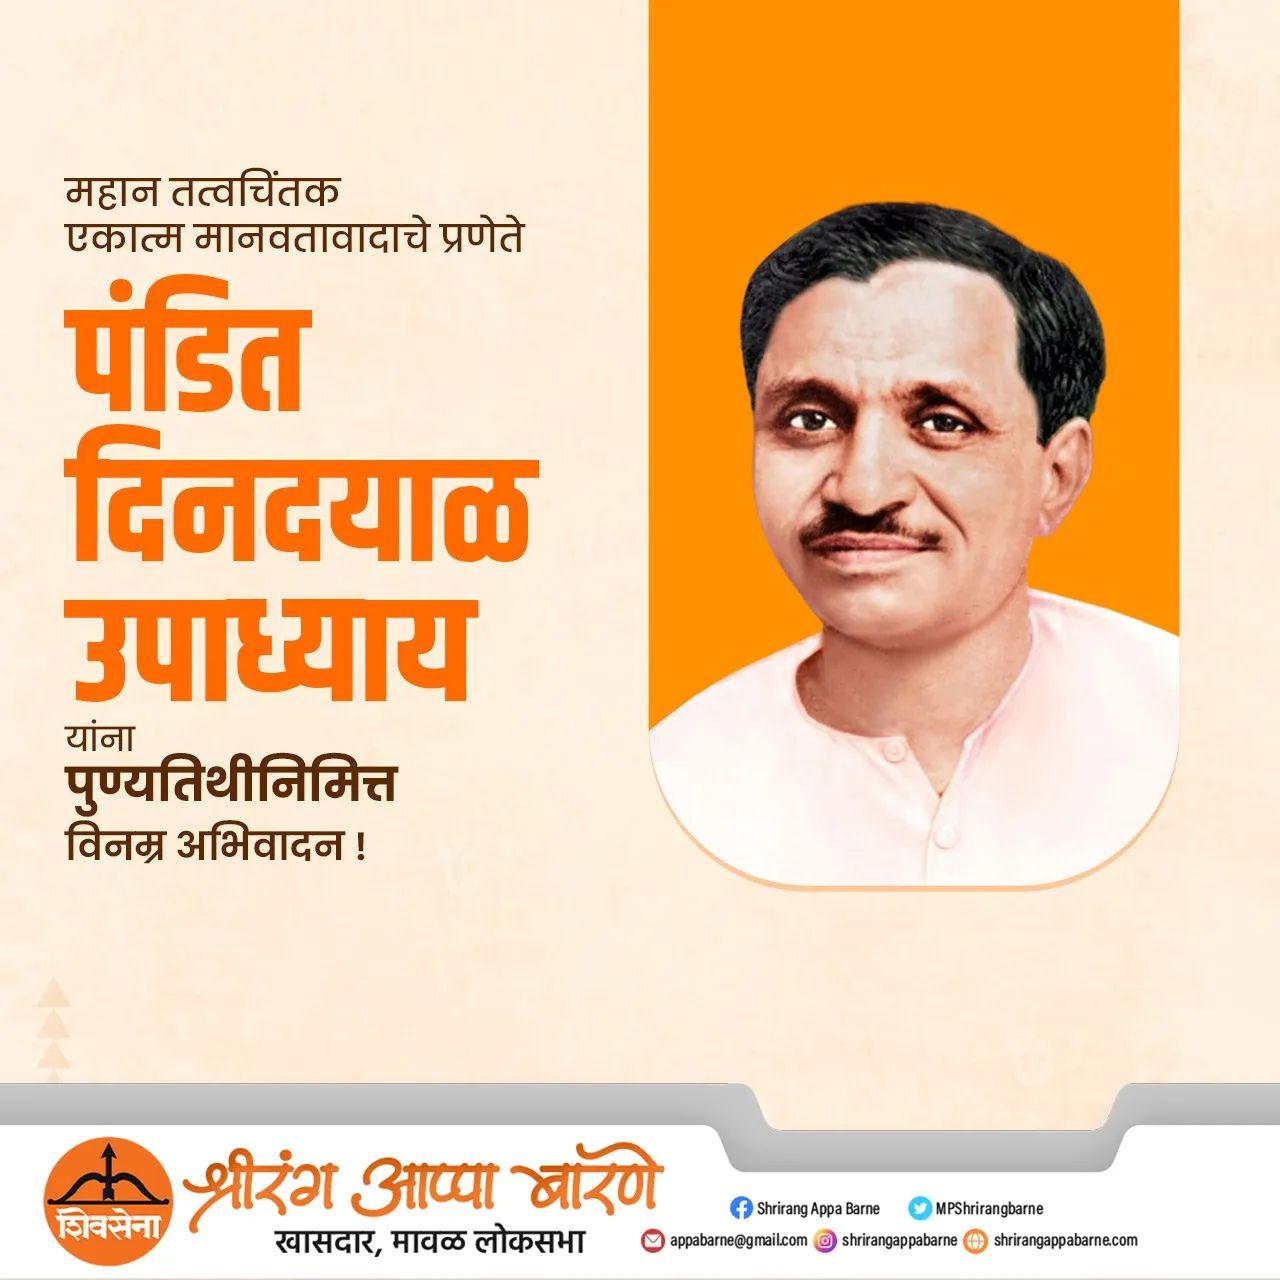 महान तत्वचिंतक
एकात्म मानवतावादाचे प्रणेते
पंडित
दिनदयाळ
उपाध्याय
यांना
पुण्यतिथीनिमित्त
विनम्र अभिवादन !
शिवसेना
श्रीरंग आप्पा बारणे
खासदार, मावळ लोकसभा
Shrirang Appa Barne MPShrirangbarne
appabarne@gmail.com shrirangappabarne shrirangappabarne.com